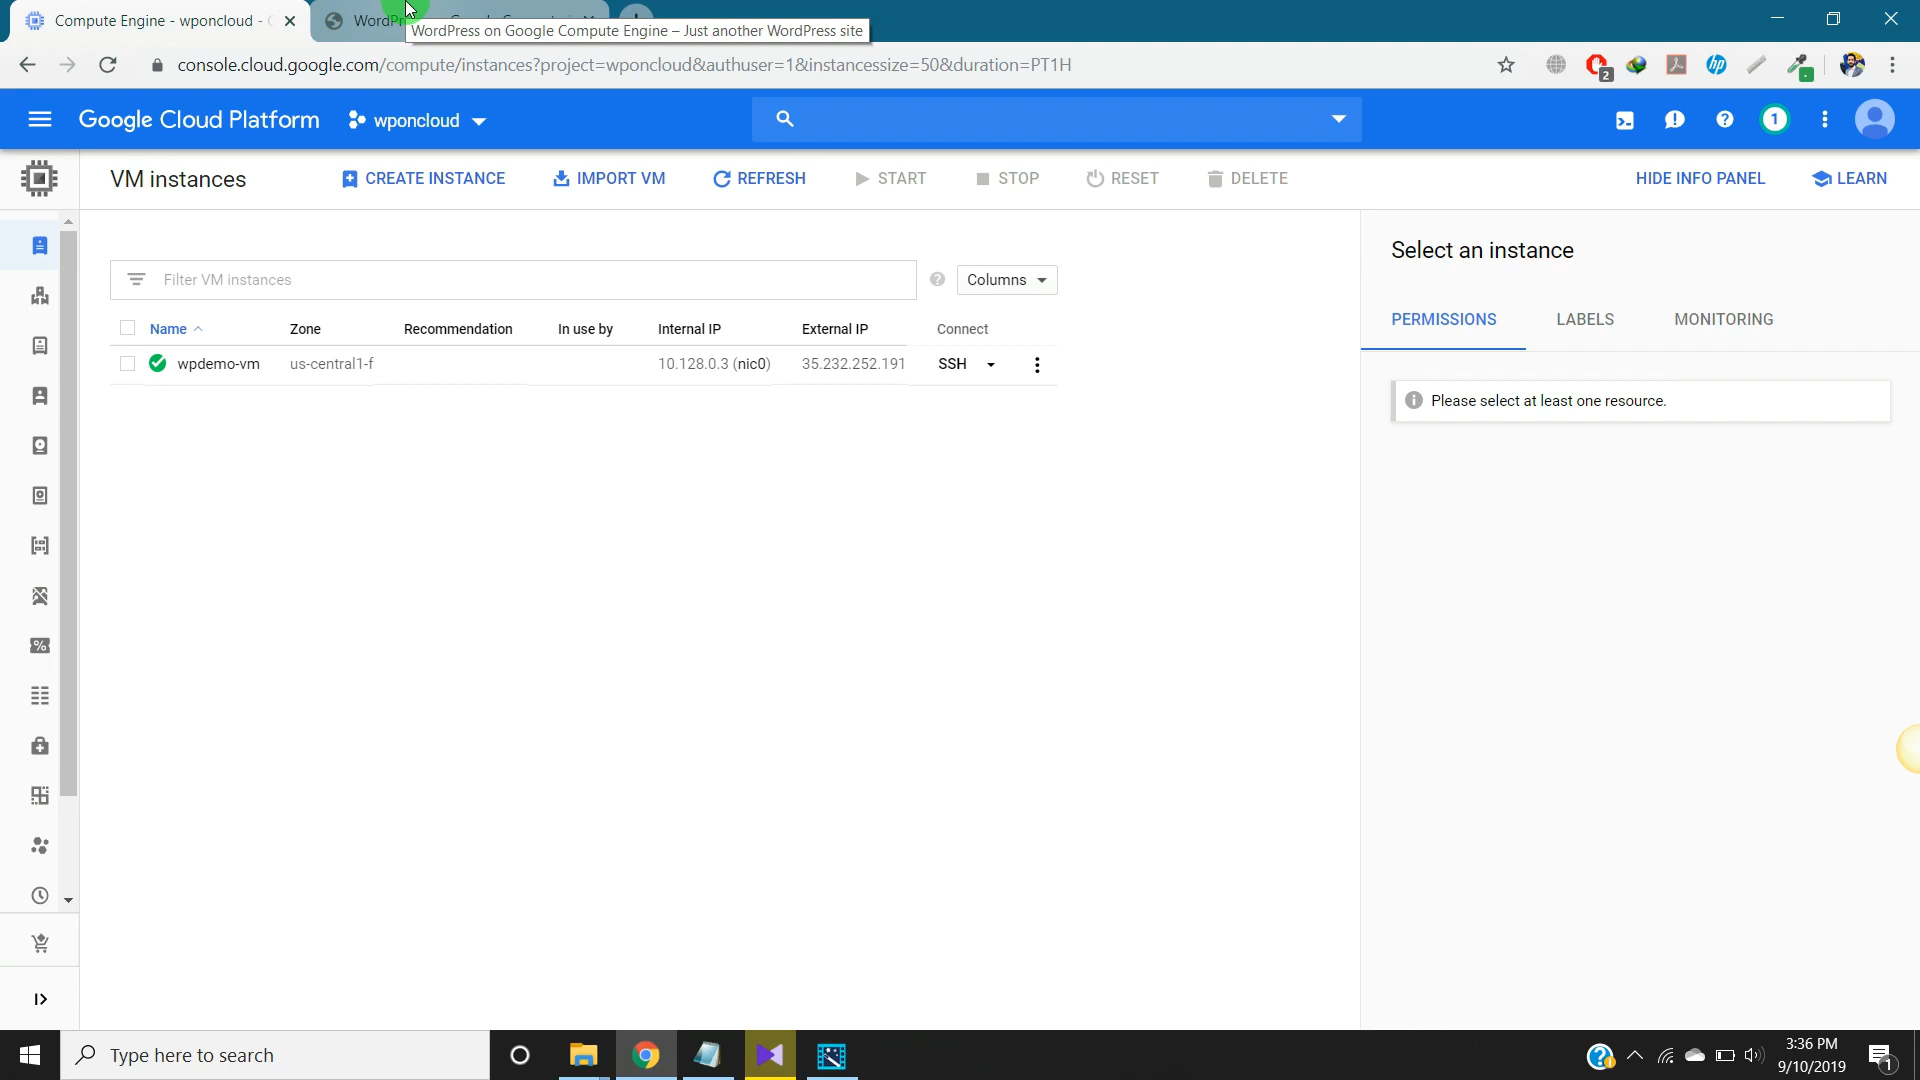 Compute Engine - wponcloud -
WordPr
WordPress on Google Compute Engine – Just another WordPress site
console.cloud.google.com/compute/instances?project=wponcloud&authuser=1&instancessize=50&duration=PT1H
2
Google Cloud Platform
wponcloud
1
VM instances
CREATE INSTANCE
IMPORT VM
REFRESH
START
STOP
RESET
DELETE
HIDE INFO PANEL
LEARN
Filter VM instances
Columns
Name
Zone
Recommendation
In use by
Internal IP
External IP
Connect
wpdemo-vm
us-central1-f
10.128.0.3 (nic0)
35.232.252.191
SSH
Select an instance
PERMISSIONS
LABELS
MONITORING
Please select at least one resource.
Type here to search
3:36 PM
9/10/2019
1